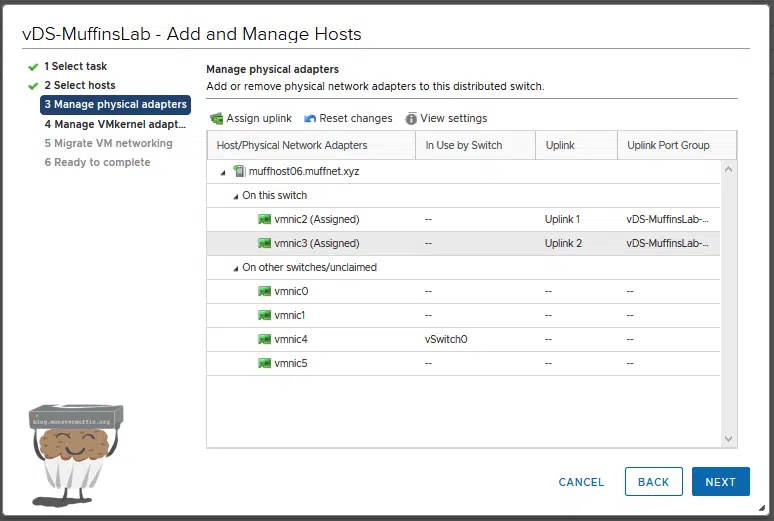 vDS-MuffinsLab - Add and Manage Hosts
1 Select task
2 Select hosts
3 Manage physical adapters
4 Manage VMkernel adapt...
5 Migrate VM networking
6 Ready to complete
Manage physical adapters
Add or remove physical network adapters to this distributed switch.
Assign uplink Reset changes View settings
Host/Physical Network Adapters In Use by Switch Uplink Uplink Port Group
muffhost06.muffnet.xyz
On this switch
vmnic2 (Assigned) -- Uplink 1 vDS-MuffinsLab-...
vmnic3 (Assigned) -- Uplink 2 vDS-MuffinsLab-...
On other switches/unclaimed
vmnic0 -- -- --
vmnic1 -- -- --
vmnic4 vSwitch0 -- --
vmnic5 -- -- --
blog.monstermuffin.org
CANCEL BACK NEXT